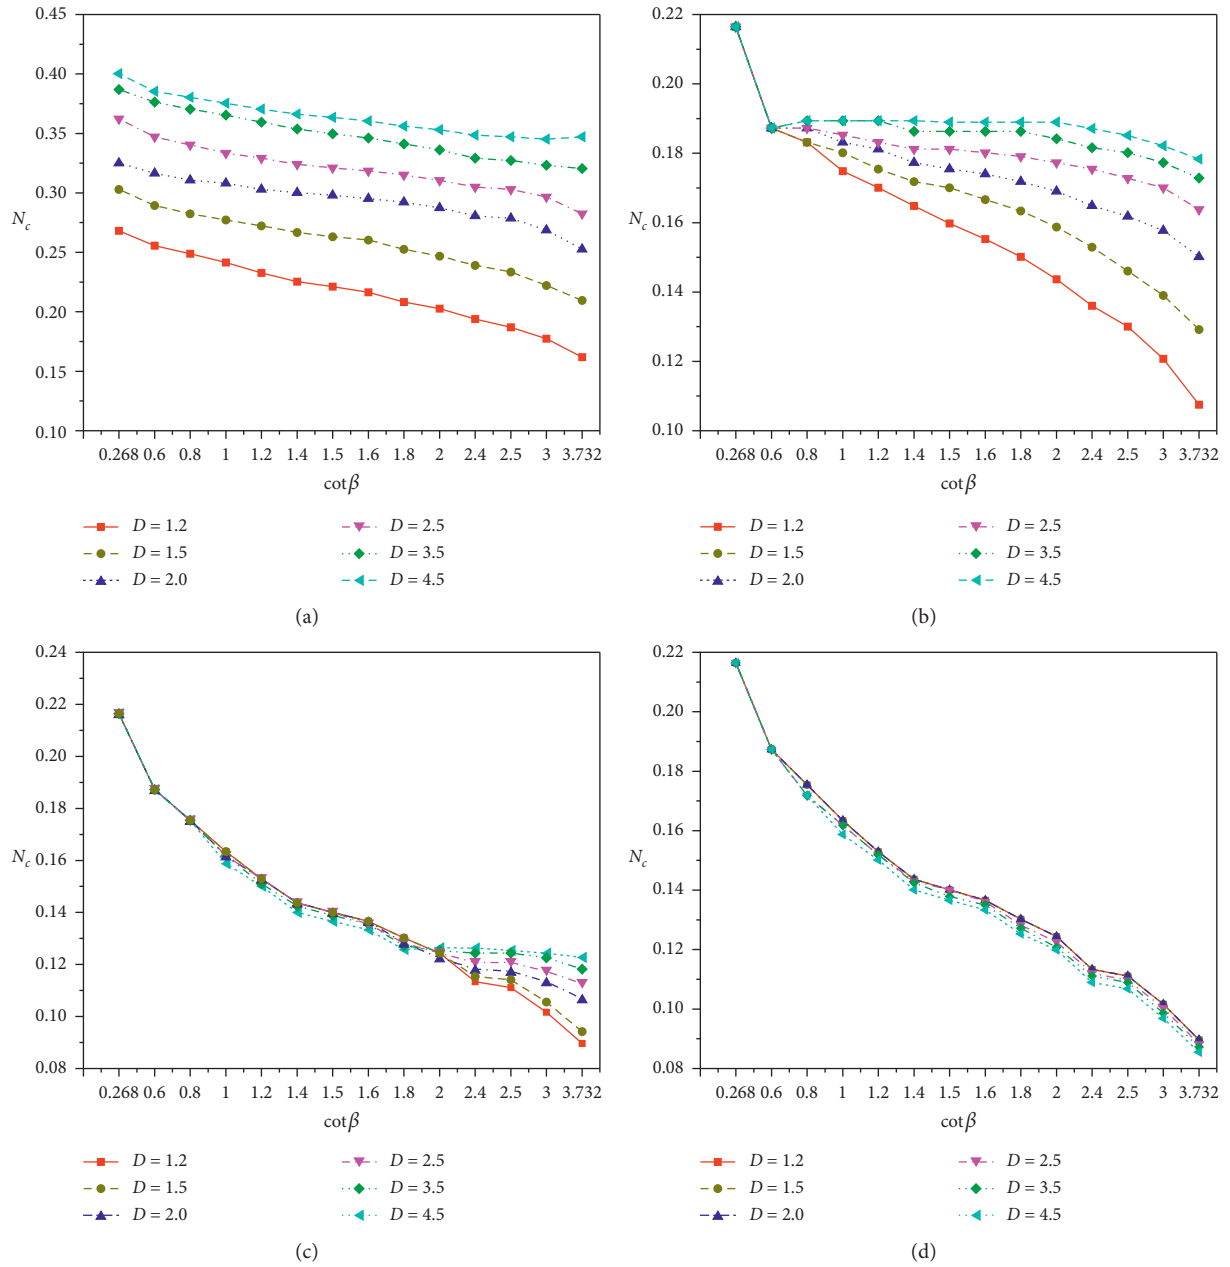 0.45
0.40
0.35
0.30
0.25
0.20
0.15
0.10
N_c
0.268 0.6 0.8 1 1.2 1.4 1.5 1.6 1.8 2 2.4 2.5 3 3.732
cot β
D = 1.2
D = 1.5
D = 2.0
D = 2.5
D = 3.5
D = 4.5
(a)
0.22
0.20
0.18
0.16
0.14
0.12
0.10
N_c
0.268 0.6 0.8 1 1.2 1.4 1.5 1.6 1.8 2 2.4 2.5 3 3.732
cot β
D = 1.2
D = 1.5
D = 2.0
D = 2.5
D = 3.5
D = 4.5
(b)
0.24
0.22
0.20
0.18
0.16
0.14
0.12
0.10
0.08
N_c
0.268 0.6 0.8 1 1.2 1.4 1.5 1.6 1.8 2 2.4 2.5 3 3.732
cot β
D = 1.2
D = 1.5
D = 2.0
D = 2.5
D = 3.5
D = 4.5
(c)
0.22
0.20
0.18
0.16
0.14
0.12
0.10
0.08
N_c
0.268 0.6 0.8 1 1.2 1.4 1.5 1.6 1.8 2 2.4 2.5 3 3.732
cot β
D = 1.2
D = 1.5
D = 2.0
D = 2.5
D = 3.5
D = 4.5
(d)